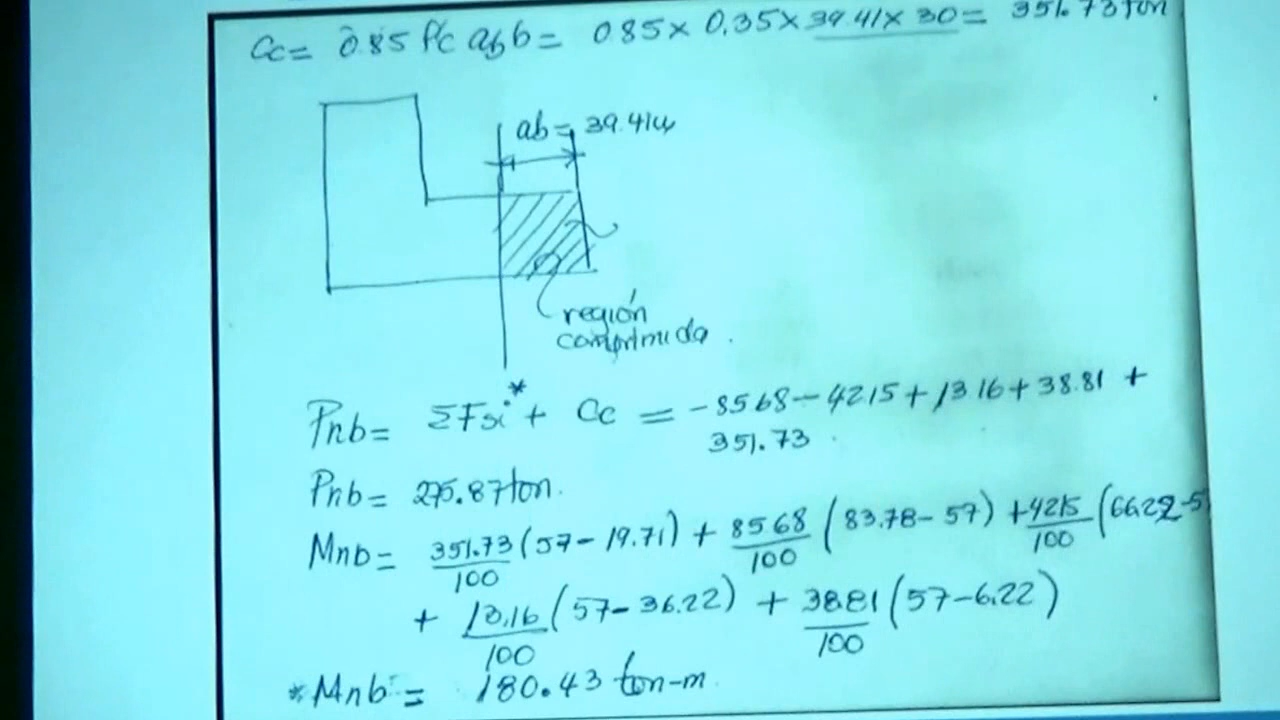 Cc= 0.85 f'c ab b = 0.85 x 0.35 x 39.41 x 30 = 351.73 ton
ab = 39.41cm
región
comprimida.
Pnb= ΣFsi* + Cc = -85.68 - 42.15 + 13.16 + 38.81 +
351.73
Pnb= 275.87 ton.
Mnb= 351.73/100 (57-19.71) + 85.68/100 (83.78-57) + 42.15/100 (66.22-5
+ 13.16/100 (57-36.22) + 38.81/100 (57-6.22)
*Mnb = 180.43 ton-m